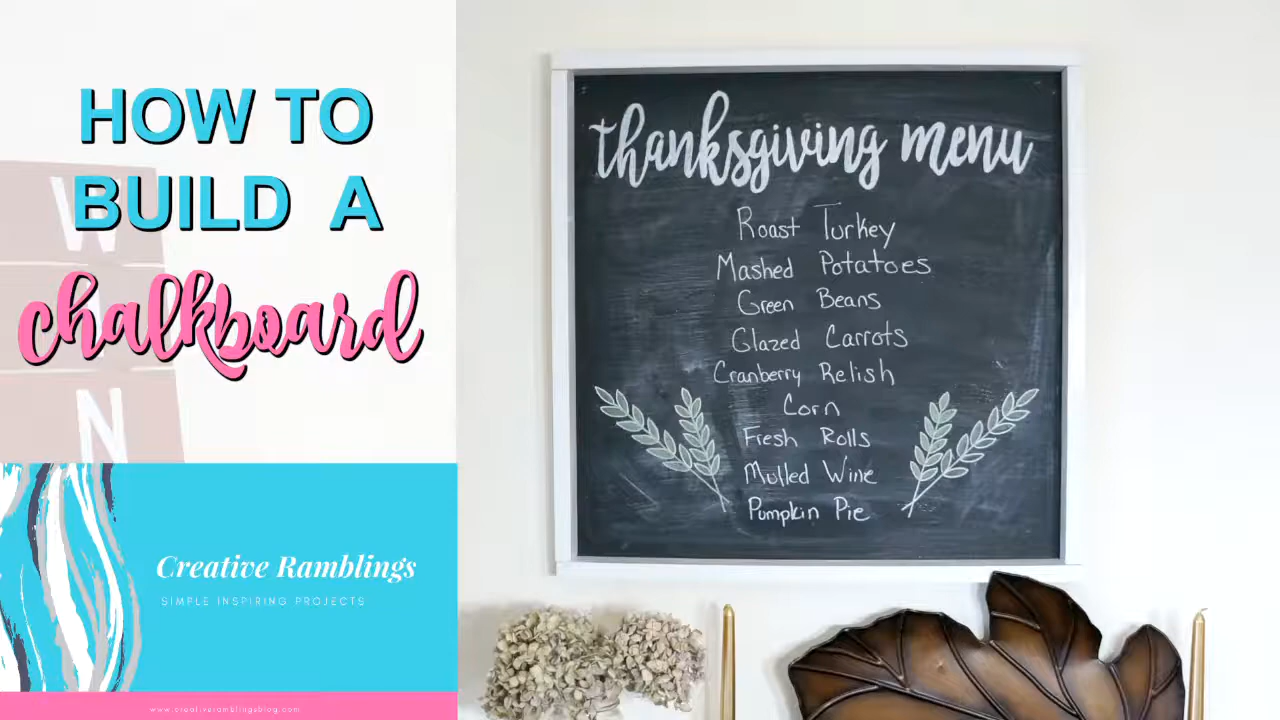 HOW TO
BUILD A
chalkboard
Creative Ramblings
SIMPLE INSPIRING PROJECTS
www.creativeramblingsblog.com
thanksgiving menu
Roast Turkey
Mashed Potatoes
Green Beans
Glazed Carrots
Cranberry Relish
Corn
Fresh Rolls
Mulled Wine
Pumpkin Pie